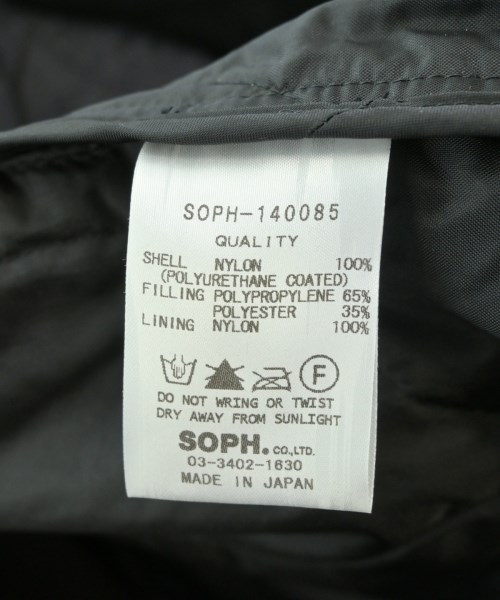 SOPH-140085
QUALITY
SHELL NYLON 100%
(POLYURETHANE COATED)
FILLING POLYPROPYLENE 65%
POLYESTER 35%
LINING NYLON 100%
F
DO NOT WRING OR TWIST
DRY AWAY FROM SUNLIGHT
SOPH. CO.,LTD.
03-3402-1630
MADE IN JAPAN